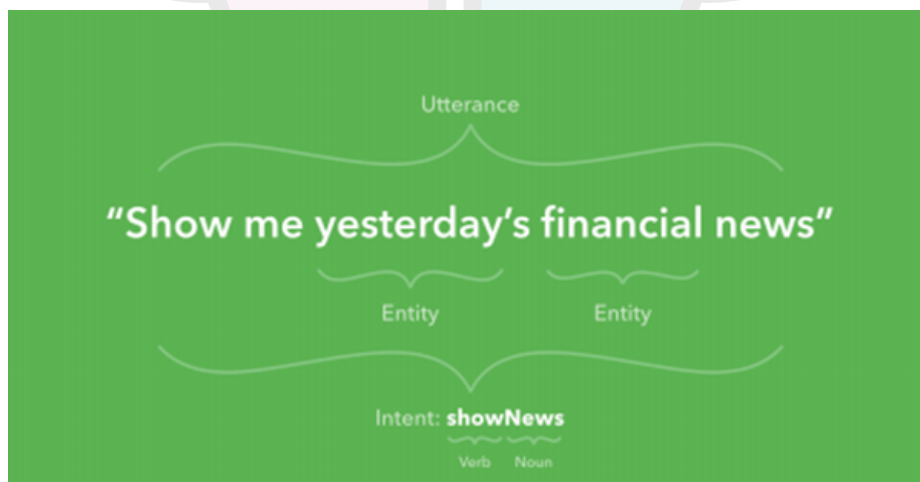 Utterance
“Show me yesterday’s financial news”
Entity Entity
Intent: showNews
Verb Noun